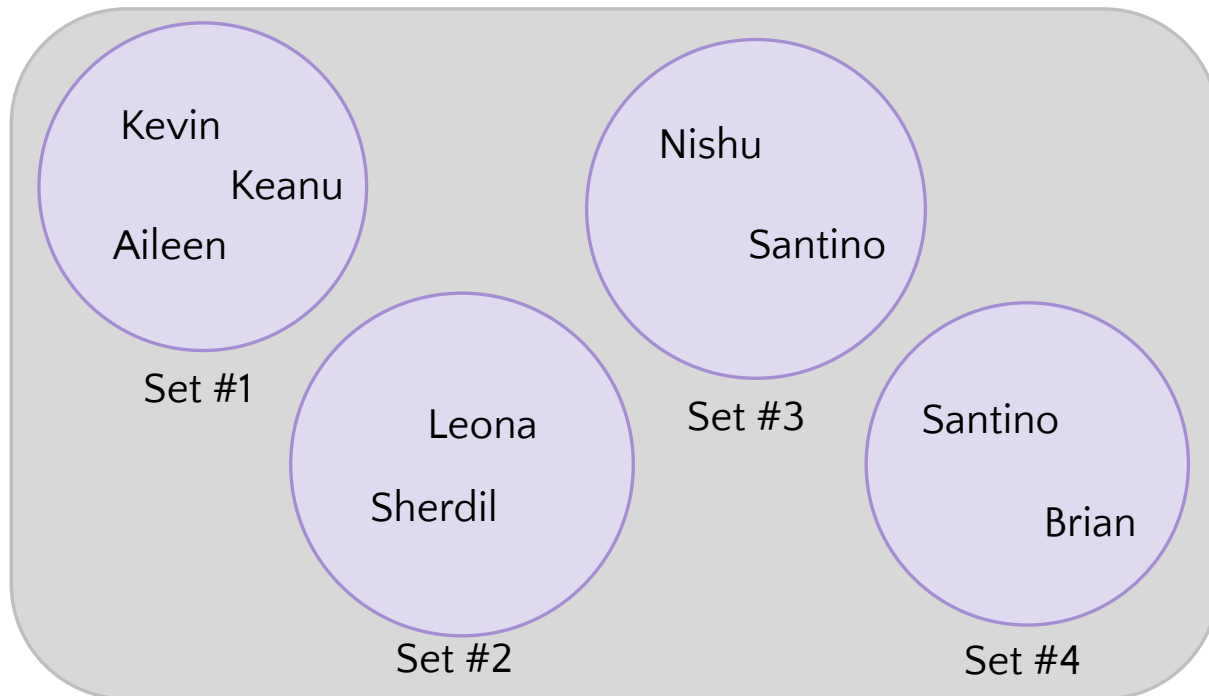 Kevin
Keanu
Aileen
Set #1
Leona
Sherdil
Set #2
Nishu
Santino
Set #3
Santino
Brian
Set #4